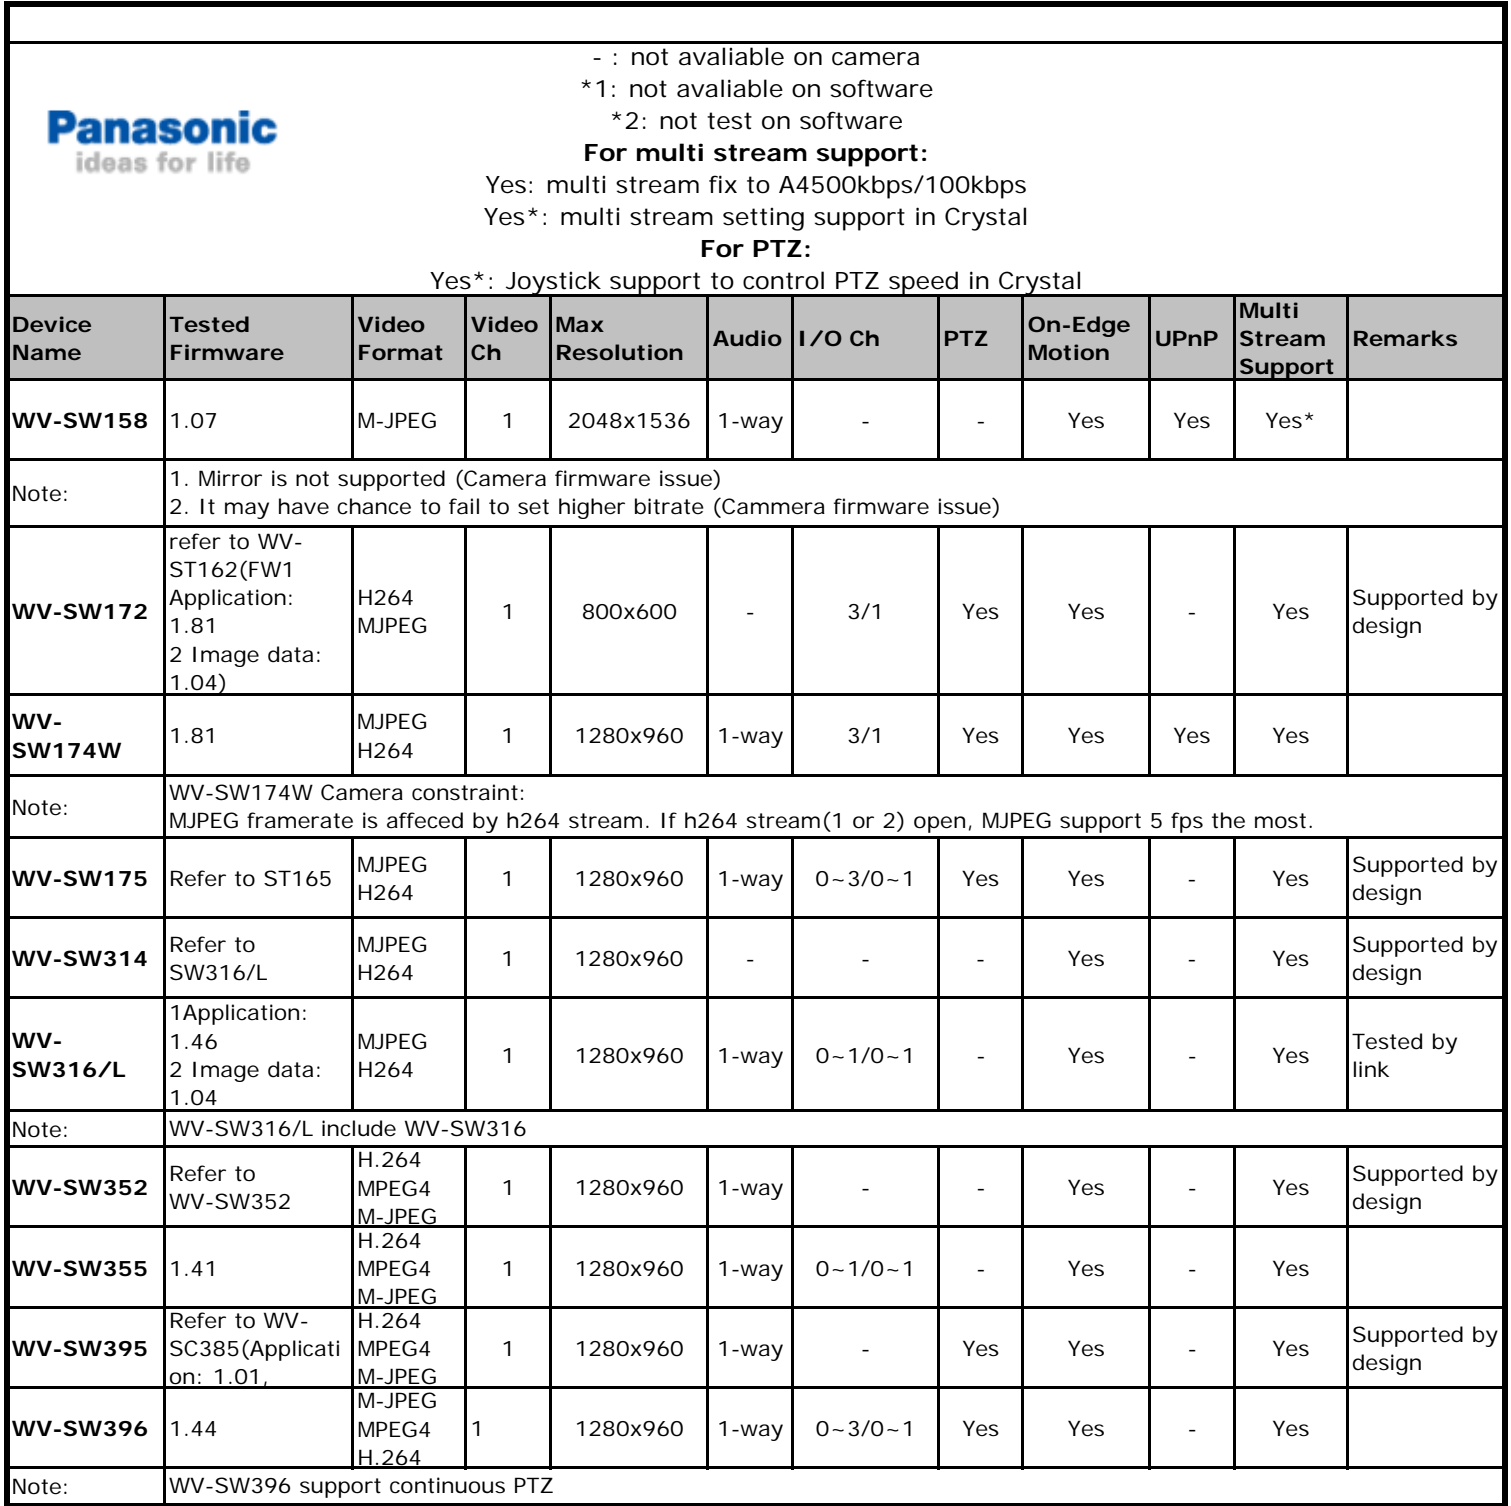 - : not avaliable on camera
*1: not avaliable on software
*2: not test on software
For multi stream support:
Yes: multi stream fix to A4500kbps/100kbps
Yes*: multi stream setting support in Crystal
For PTZ:
Yes*: Joystick support to control PTZ speed in Crystal
Panasonic
ideas for life
Device Name Tested Firmware Video Format Video Ch Max Resolution Audio I/O Ch PTZ On-Edge Motion UPnP Multi Stream Support Remarks
WV-SW158 1.07 M-JPEG 1 2048x1536 1-way - - Yes Yes Yes*
Note: 1. Mirror is not supported (Camera firmware issue)
2. It may have chance to fail to set higher bitrate (Cammera firmware issue)
WV-SW172 refer to WV-ST162(FW1 Application: 1.81 2 Image data: 1.04) H264 MJPEG 1 800x600 - 3/1 Yes Yes - Yes Supported by design
WV-SW174W 1.81 MJPEG H264 1 1280x960 1-way 3/1 Yes Yes Yes Yes
Note: WV-SW174W Camera constraint:
MJPEG framerate is affeced by h264 stream. If h264 stream(1 or 2) open, MJPEG support 5 fps the most.
WV-SW175 Refer to ST165 MJPEG H264 1 1280x960 1-way 0~3/0~1 Yes Yes - Yes Supported by design
WV-SW314 Refer to SW316/L MJPEG H264 1 1280x960 - - - Yes - Yes Supported by design
WV-SW316/L 1Application: 1.46 2 Image data: 1.04 MJPEG H264 1 1280x960 1-way 0~1/0~1 - Yes - Yes Tested by link
Note: WV-SW316/L include WV-SW316
WV-SW352 Refer to WV-SW352 H.264 MPEG4 M-JPEG 1 1280x960 1-way - - Yes - Yes Supported by design
WV-SW355 1.41 H.264 MPEG4 M-JPEG 1 1280x960 1-way 0~1/0~1 - Yes - Yes
WV-SW395 Refer to WV-SC385(Application: 1.01, H.264 MPEG4 M-JPEG 1 1280x960 1-way - Yes Yes - Yes Supported by design
WV-SW396 1.44 M-JPEG MPEG4 H.264 1 1280x960 1-way 0~3/0~1 Yes Yes - Yes
Note: WV-SW396 support continuous PTZ